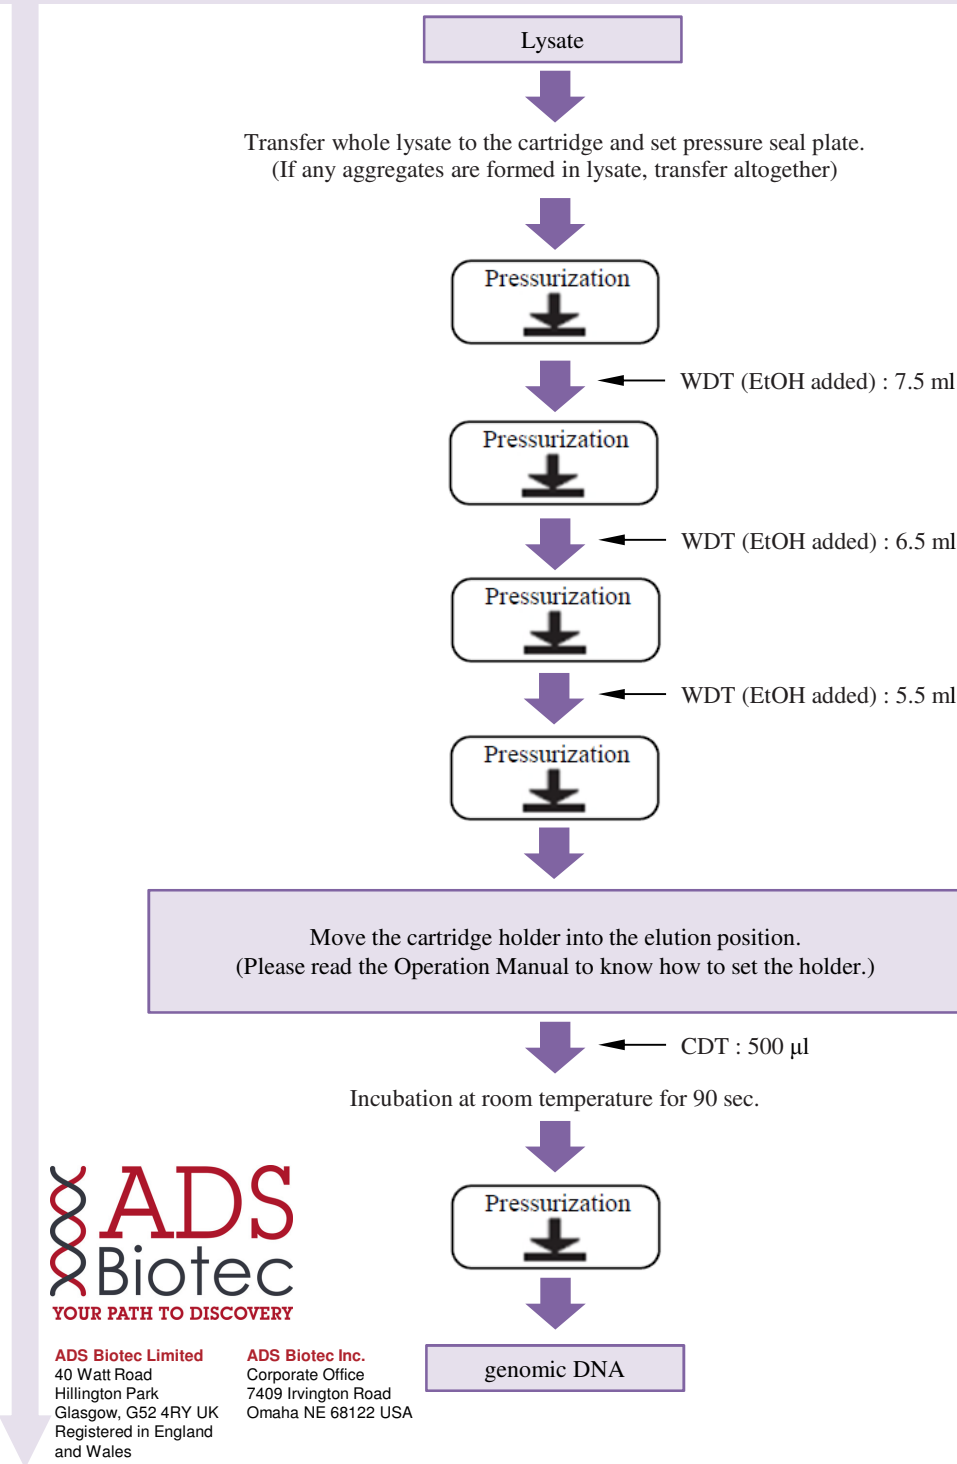 Lysate
Transfer whole lysate to the cartridge and set pressure seal plate.
(If any aggregates are formed in lysate, transfer altogether)
Pressurization
WDT (EtOH added) : 7.5 ml
Pressurization
WDT (EtOH added) : 6.5 ml
Pressurization
WDT (EtOH added) : 5.5 ml
Pressurization
Move the cartridge holder into the elution position.
(Please read the Operation Manual to know how to set the holder.)
CDT : 500 µl
Incubation at room temperature for 90 sec.
Pressurization
genomic DNA
ADS
Biotec
YOUR PATH TO DISCOVERY
ADS Biotec Limited
40 Watt Road
Hillington Park
Glasgow, G52 4RY UK
Registered in England
and Wales
ADS Biotec Inc.
Corporate Office
7409 Irvington Road
Omaha NE 68122 USA